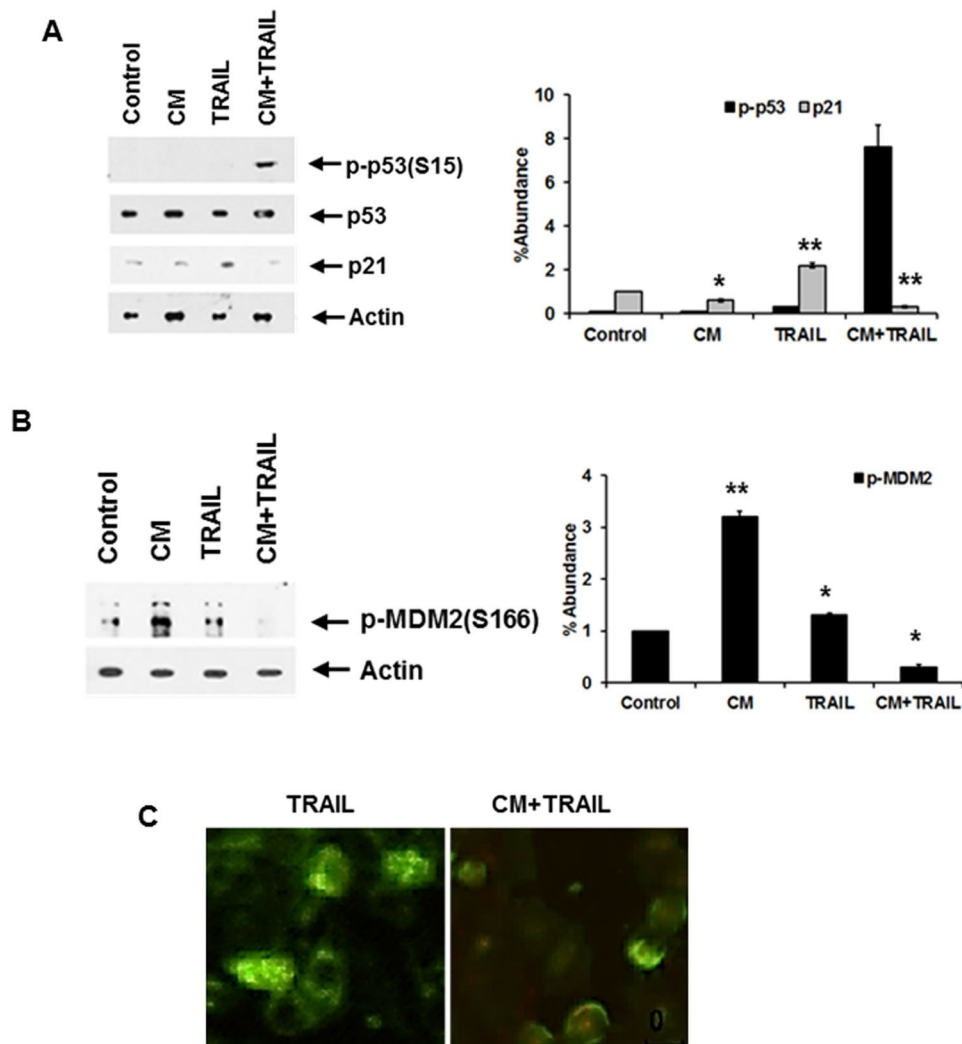 A
Control
CM
TRAIL
CM+TRAIL
p-p53(S15)
p53
p21
Actin
p-p53 p21
%Abundance
10
8
6
4
2
0
*
**
**
Control CM TRAIL CM+TRAIL
B
Control
CM
TRAIL
CM+TRAIL
p-MDM2(S166)
Actin
p-MDM2
% Abundance
4
3
2
1
0
**
*
*
Control CM TRAIL CM+TRAIL
C
TRAIL CM+TRAIL
0